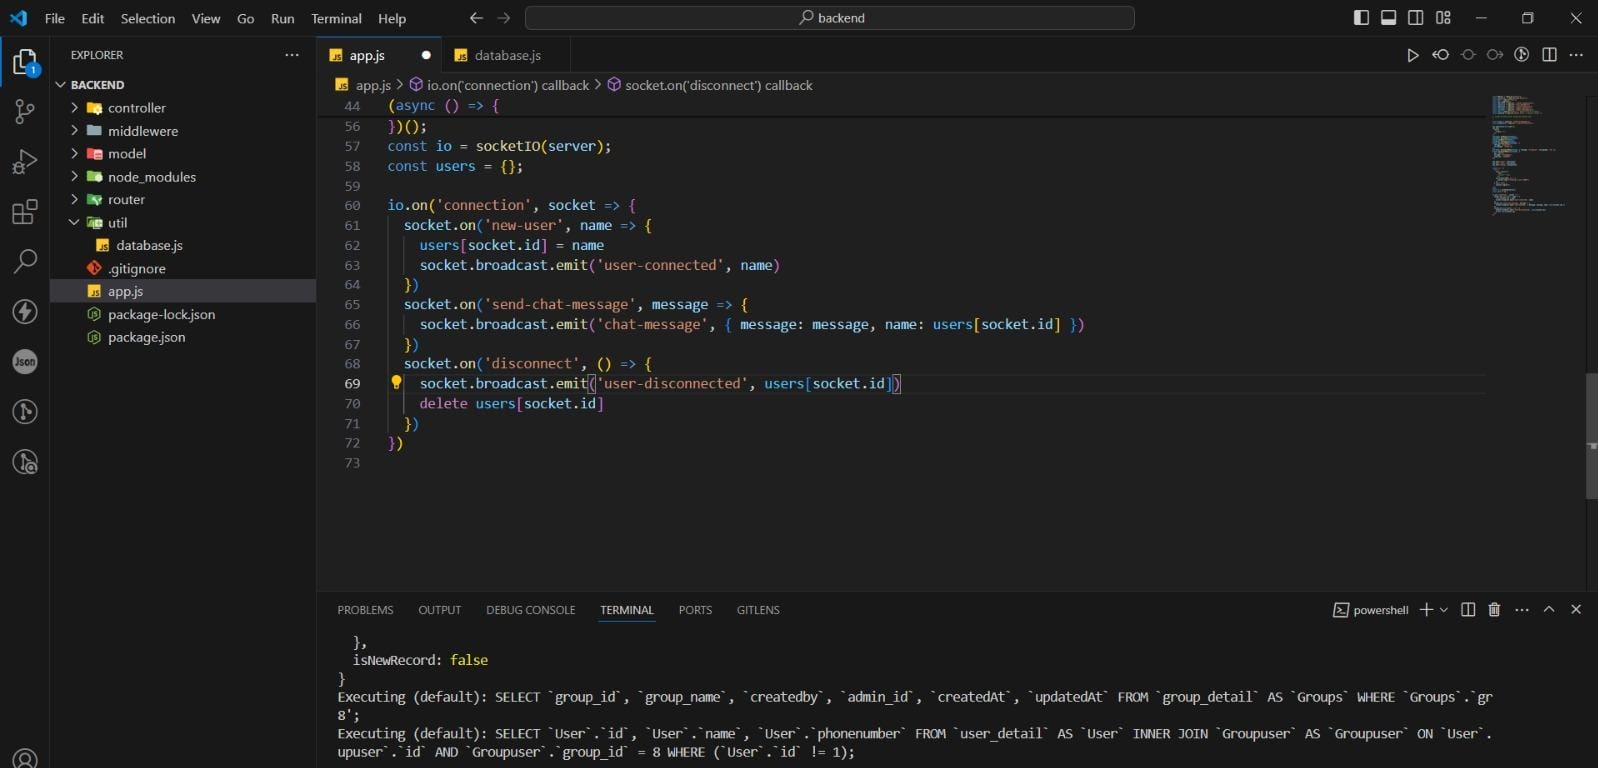 File Edit Selection View Go Run Terminal Help
backend
EXPLORER
1
BACKEND
controller
middlewere
model
node_modules
router
util
database.js
.gitignore
app.js
package-lock.json
package.json
Json
JS app.js
JS database.js
JS app.js > io.on('connection') callback > socket.on('disconnect') callback
44 (async () => {
56 })();
57 const io = socketIO(server);
58 const users = {};
59
60 io.on('connection', socket => {
61 socket.on('new-user', name => {
62 users[socket.id] = name
63 socket.broadcast.emit('user-connected', name)
64 })
65 socket.on('send-chat-message', message => {
66 socket.broadcast.emit('chat-message', { message: message, name: users[socket.id] })
67 })
68 socket.on('disconnect', () => {
69 socket.broadcast.emit('user-disconnected', users[socket.id])
70 delete users[socket.id]
71 })
72 })
73
PROBLEMS OUTPUT DEBUG CONSOLE TERMINAL PORTS GITLENS
powershell
},
isNewRecord: false
}
Executing (default): SELECT `group_id`, `group_name`, `createdby`, `admin_id`, `createdAt`, `updatedAt` FROM `group_detail` AS `Groups` WHERE `Groups`.`gr
8';
Executing (default): SELECT `User`.`id`, `User`.`name`, `User`.`phonenumber` FROM `user_detail` AS `User` INNER JOIN `Groupuser` AS `Groupuser` ON `User`.
upuser`.`id` AND `Groupuser`.`group_id` = 8 WHERE (`User`.`id` != 1);